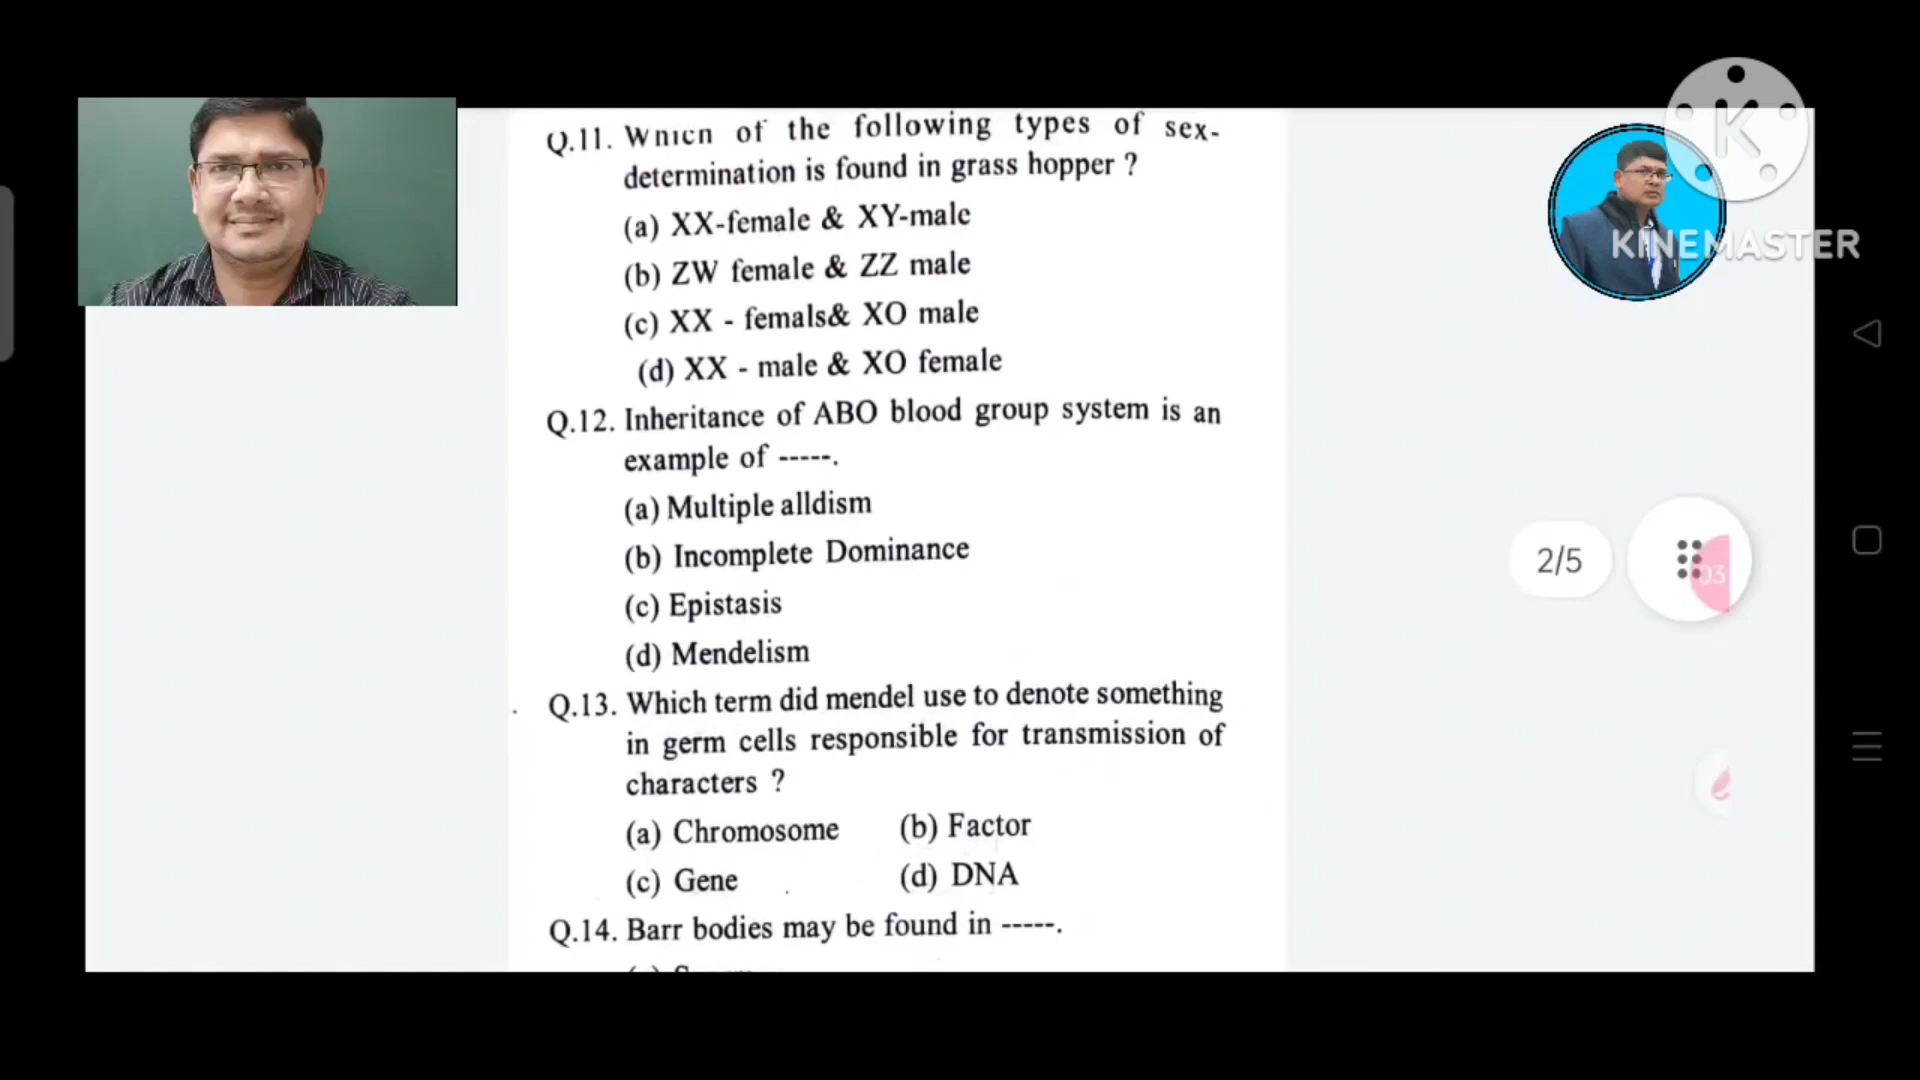 Q.11. Which of the following types of sex-
determination is found in grass hopper ?
(a) XX-female & XY-male
(b) ZW female & ZZ male
(c) XX - femals& XO male
(d) XX - male & XO female
Q.12. Inheritance of ABO blood group system is an
example of -----.
(a) Multiple alldism
(b) Incomplete Dominance
(c) Epistasis
(d) Mendelism
Q.13. Which term did mendel use to denote something
in germ cells responsible for transmission of
characters ?
(a) Chromosome (b) Factor
(c) Gene (d) DNA
Q.14. Barr bodies may be found in -----.
K
KINEMASTER
2/5
03